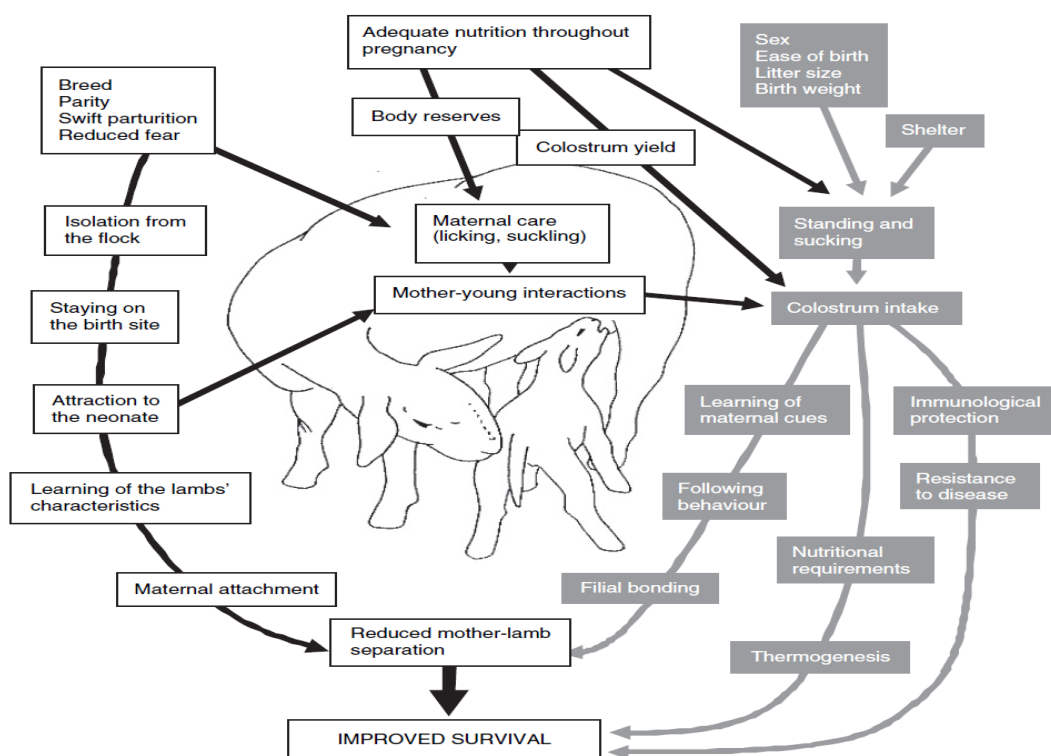 Adequate nutrition throughout
pregnancy
Sex
Ease of birth
Litter size
Birth weight
Breed
Parity
Swift parturition
Reduced fear
Body reserves
Colostrum yield
Shelter
Isolation from
the flock
Maternal care
(licking, suckling)
Standing and
sucking
Mother-young interactions
Colostrum intake
Staying on
the birth site
Attraction to
the neonate
Learning of
maternal cues
Immunological
protection
Learning of the lambs'
characteristics
Following
behaviour
Resistance
to disease
Nutritional
requirements
Maternal attachment
Filial bonding
Reduced mother-lamb
separation
Thermogenesis
IMPROVED SURVIVAL